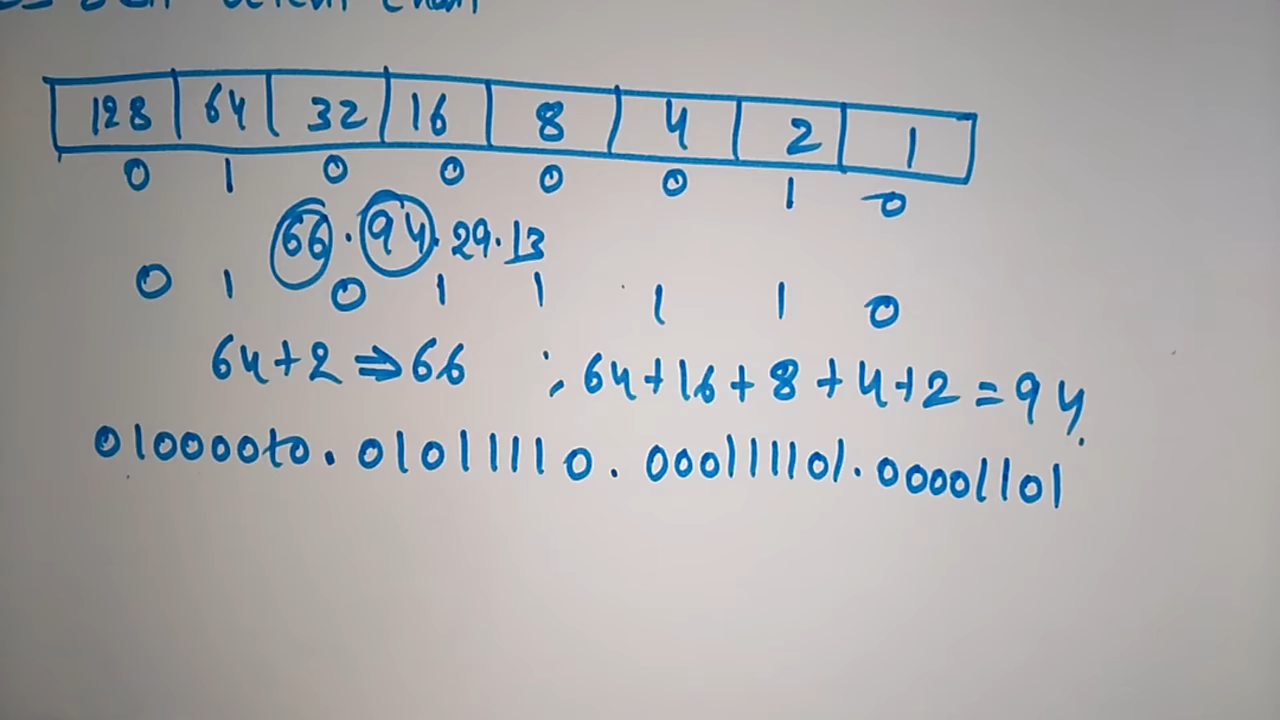 128 64 32 16 8 4 2 1
0 1 0 0 0 0 1 0
66.94.29.13
0 1 0 1 1 1 1 0
64+2⇒66 ; 64+16+8+4+2=94.
01000010.01011110.000111101.00001101